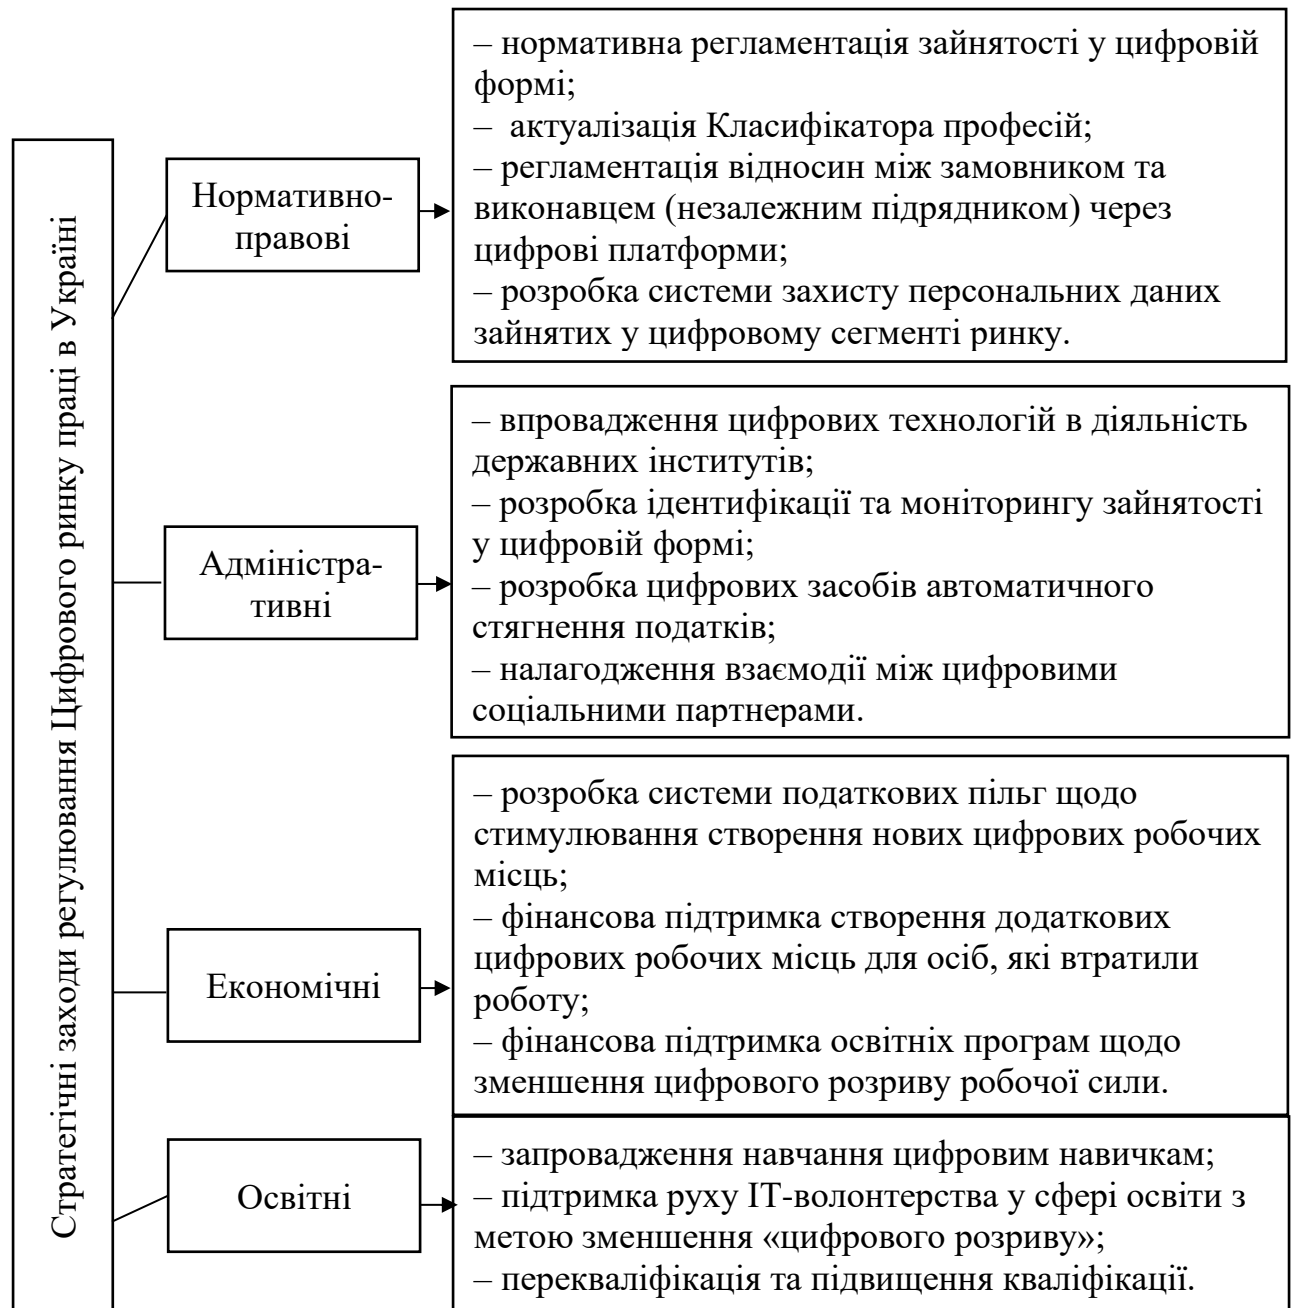 Стратегічні заходи регулювання Цифрового ринку праці в Україні
Нормативно-
правові
– нормативна регламентація зайнятості у цифровій
формі;
– актуалізація Класифікатора професій;
– регламентація відносин між замовником та
виконавцем (незалежним підрядником) через
цифрові платформи;
– розробка системи захисту персональних даних
зайнятих у цифровому сегменті ринку.
Адміністра-
тивні
– впровадження цифрових технологій в діяльність
державних інститутів;
– розробка ідентифікації та моніторингу зайнятості
у цифровій формі;
– розробка цифрових засобів автоматичного
стягнення податків;
– налагодження взаємодії між цифровими
соціальними партнерами.
Економічні
– розробка системи податкових пільг щодо
стимулювання створення нових цифрових робочих
місць;
– фінансова підтримка створення додаткових
цифрових робочих місць для осіб, які втратили
роботу;
– фінансова підтримка освітніх програм щодо
зменшення цифрового розриву робочої сили.
Освітні
– запровадження навчання цифровим навичкам;
– підтримка руху ІТ-волонтерства у сфері освіти з
метою зменшення «цифрового розриву»;
– перекваліфікація та підвищення кваліфікації.